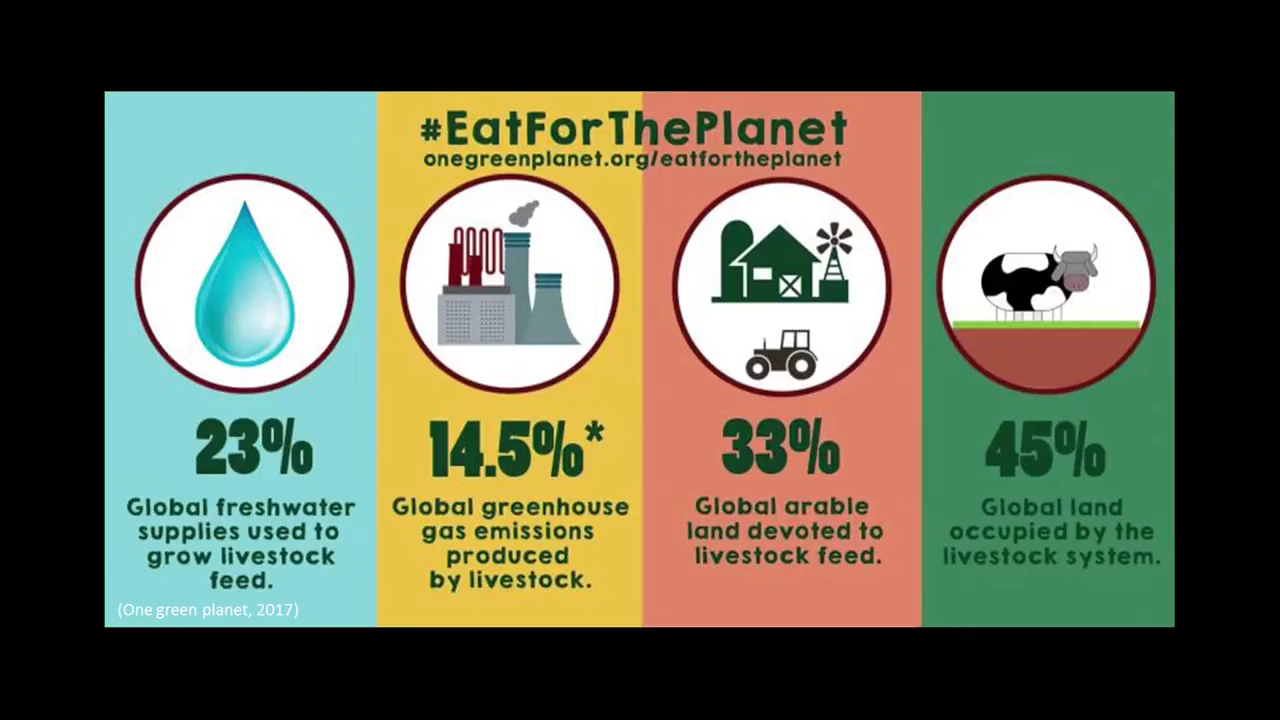 #EatForThePlanet
onegreenplanet.org/eatfortheplanet
23%
Global freshwater
supplies used to
grow livestock
feed.
14.5%*
Global greenhouse
gas emissions
produced
by livestock.
33%
Global arable
land devoted to
livestock feed.
45%
Global land
occupied by the
livestock system.
(One green planet, 2017)